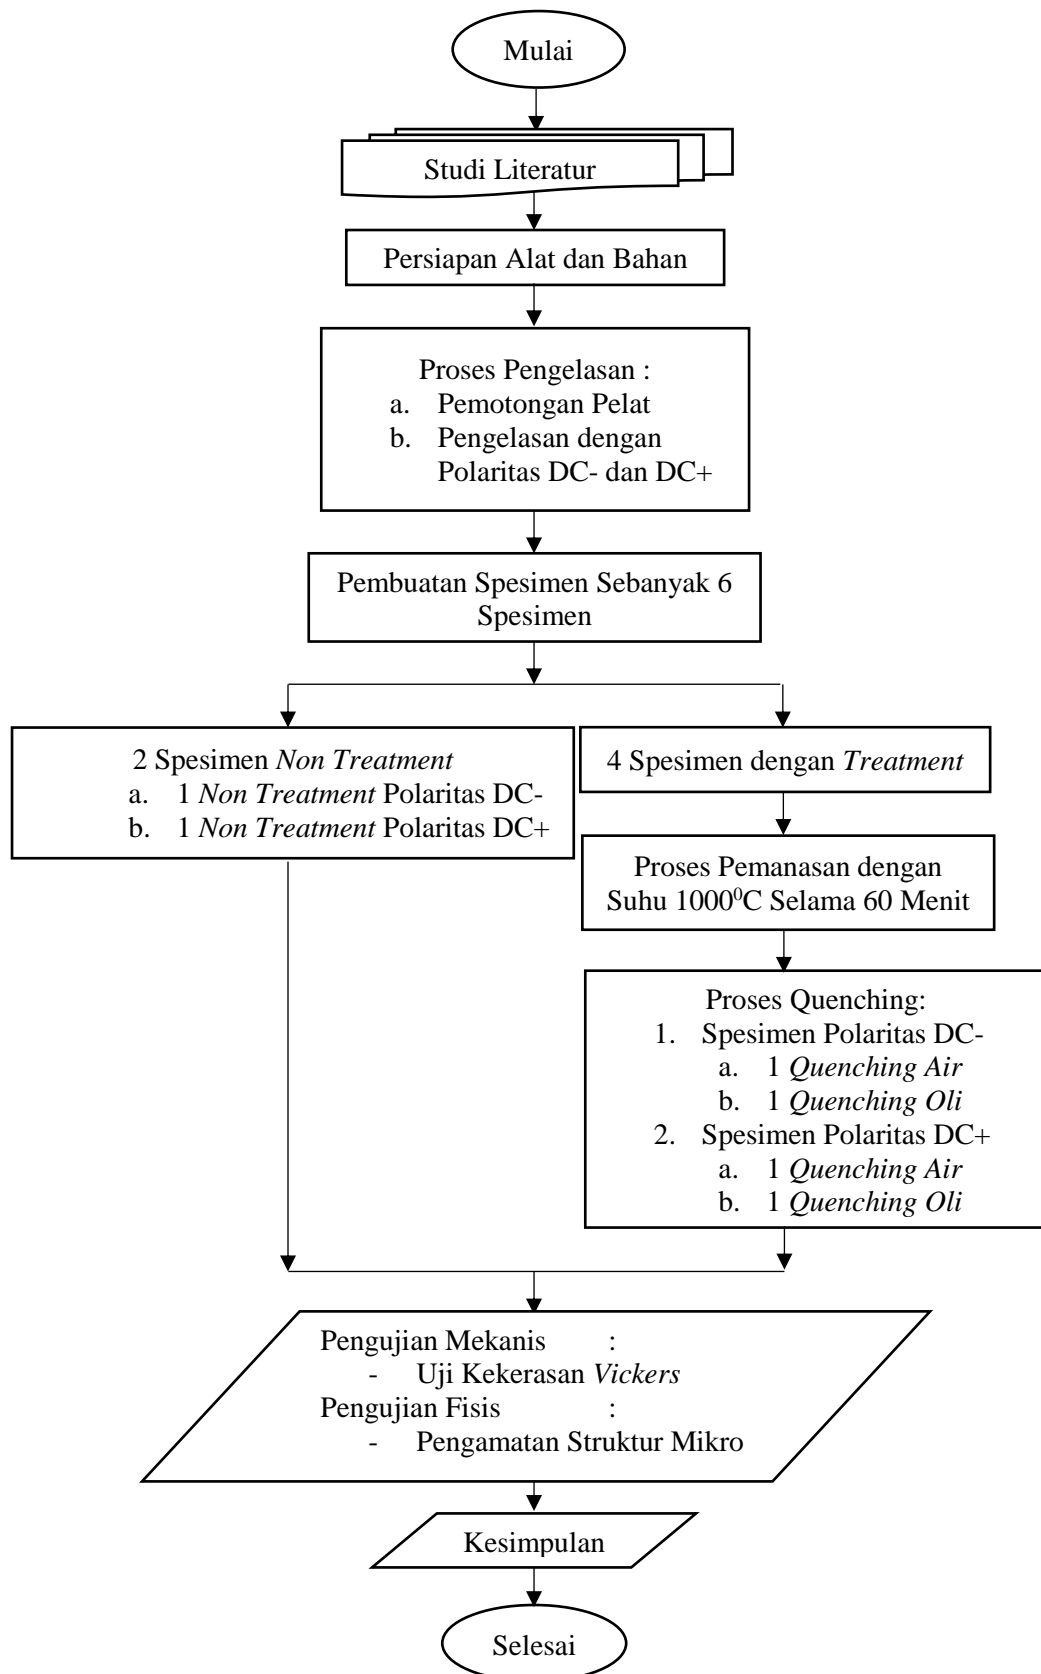 Mulai
Studi Literatur
Persiapan Alat dan Bahan
Proses Pengelasan :
a. Pemotongan Pelat
b. Pengelasan dengan
Polaritas DC- dan DC+
Pembuatan Spesimen Sebanyak 6
Spesimen
2 Spesimen Non Treatment
a. 1 Non Treatment Polaritas DC-
b. 1 Non Treatment Polaritas DC+
4 Spesimen dengan Treatment
Proses Pemanasan dengan
Suhu 1000⁰C Selama 60 Menit
Proses Quenching:
1. Spesimen Polaritas DC-
a. 1 Quenching Air
b. 1 Quenching Oli
2. Spesimen Polaritas DC+
a. 1 Quenching Air
b. 1 Quenching Oli
Pengujian Mekanis :
- Uji Kekerasan Vickers
Pengujian Fisis :
- Pengamatan Struktur Mikro
Kesimpulan
Selesai